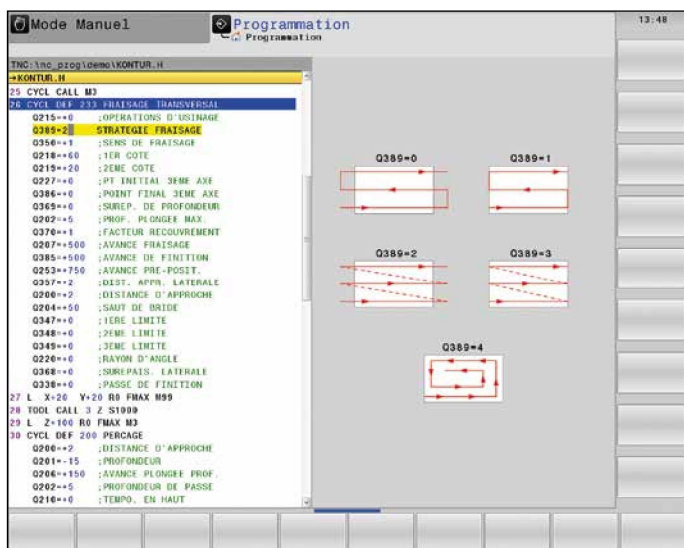 Mode Manuel
Programmation
Programmation
13:48
TNC:\nc_prog\demo\KONTUR.H
→KONTUR.H
25 CYCL CALL M3
26 CYCL DEF 233 FRAISAGE TRANSVERSAL
Q215=+0 ;OPERATIONS D'USINAGE
Q389=2 STRATEGIE FRAISAGE
Q350=+1 ;SENS DE FRAISAGE
Q218=+60 ;1ER COTE
Q219=+20 ;2EME COTE
Q227=+0 ;PT INITIAL 3EME AXE
Q386=+0 ;POINT FINAL 3EME AXE
Q369=+0 ;SUREP. DE PROFONDEUR
Q202=+5 ;PROF. PLONGEE MAX.
Q370=+1 ;FACTEUR RECOUVREMENT
Q207=+500 ;AVANCE FRAISAGE
Q385=+500 ;AVANCE DE FINITION
Q253=+750 ;AVANCE PRE-POSIT.
Q357=+2 ;DIST. APPR. LATERALE
Q200=+2 ;DISTANCE D'APPROCHE
Q204=+50 ;SAUT DE BRIDE
Q347=+0 ;1ERE LIMITE
Q348=+0 ;2EME LIMITE
Q349=+0 ;3EME LIMITE
Q220=+0 ;RAYON D'ANGLE
Q368=+0 ;SUREPAIS. LATERALE
Q338=+0 ;PASSE DE FINITION
27 L X+20 Y+20 R0 FMAX M99
28 TOOL CALL 3 Z S1000
29 L Z+100 R0 FMAX M3
30 CYCL DEF 200 PERCAGE
Q200=+2 ;DISTANCE D'APPROCHE
Q201=-15 ;PROFONDEUR
Q206=+150 ;AVANCE PLONGEE PROF.
Q202=+5 ;PROFONDEUR DE PASSE
Q210=+0 ;TEMPO. EN HAUT
Q389=0
Q389=1
Q389=2
Q389=3
Q389=4